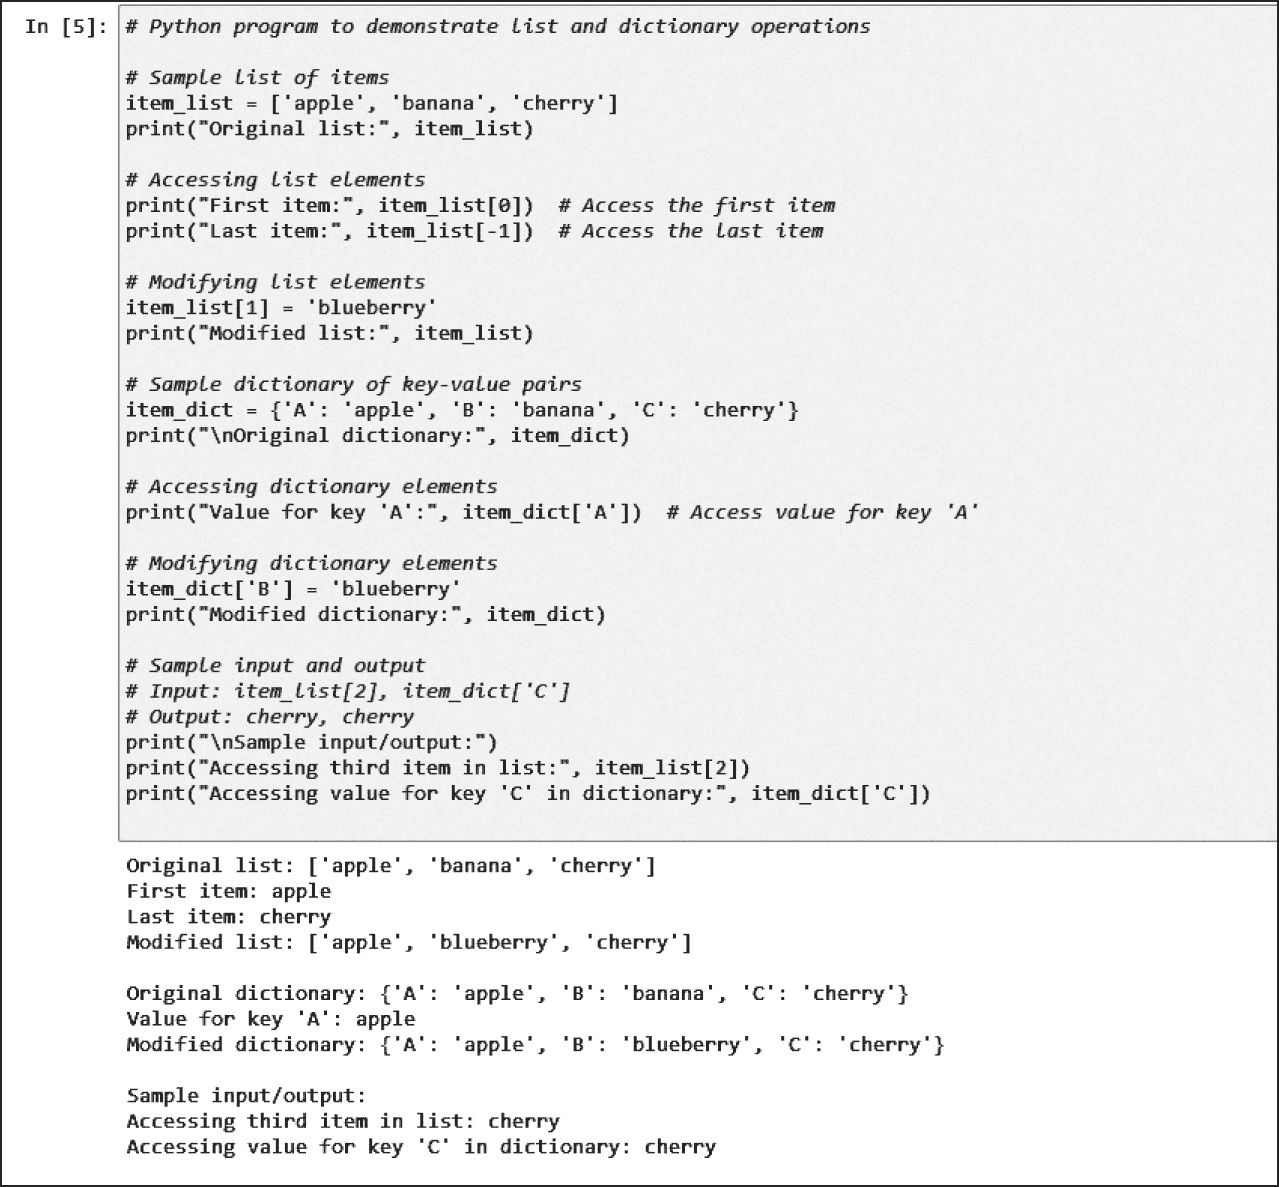 In [5]:
# Python program to demonstrate list and dictionary operations
# Sample list of items
item_list = ['apple', 'banana', 'cherry']
print("Original list:", item_list)
# Accessing list elements
print("First item:", item_list[0])  # Access the first item
print("Last item:", item_list[-1])  # Access the last item
# Modifying list elements
item_list[1] = 'blueberry'
print("Modified list:", item_list)
# Sample dictionary of key-value pairs
item_dict = {'A': 'apple', 'B': 'banana', 'C': 'cherry'}
print("\nOriginal dictionary:", item_dict)
# Accessing dictionary elements
print("Value for key 'A':", item_dict['A'])  # Access value for key 'A'
# Modifying dictionary elements
item_dict['B'] = 'blueberry'
print("Modified dictionary:", item_dict)
# Sample input and output
# Input: item_list[2], item_dict['C']
# Output: cherry, cherry
print("\nSample input/output:")
print("Accessing third item in list:", item_list[2])
print("Accessing value for key 'C' in dictionary:", item_dict['C'])
Original list: ['apple', 'banana', 'cherry']
First item: apple
Last item: cherry
Modified list: ['apple', 'blueberry', 'cherry']
Original dictionary: {'A': 'apple', 'B': 'banana', 'C': 'cherry'}
Value for key 'A': apple
Modified dictionary: {'A': 'apple', 'B': 'blueberry', 'C': 'cherry'}
Sample input/output:
Accessing third item in list: cherry
Accessing value for key 'C' in dictionary: cherry